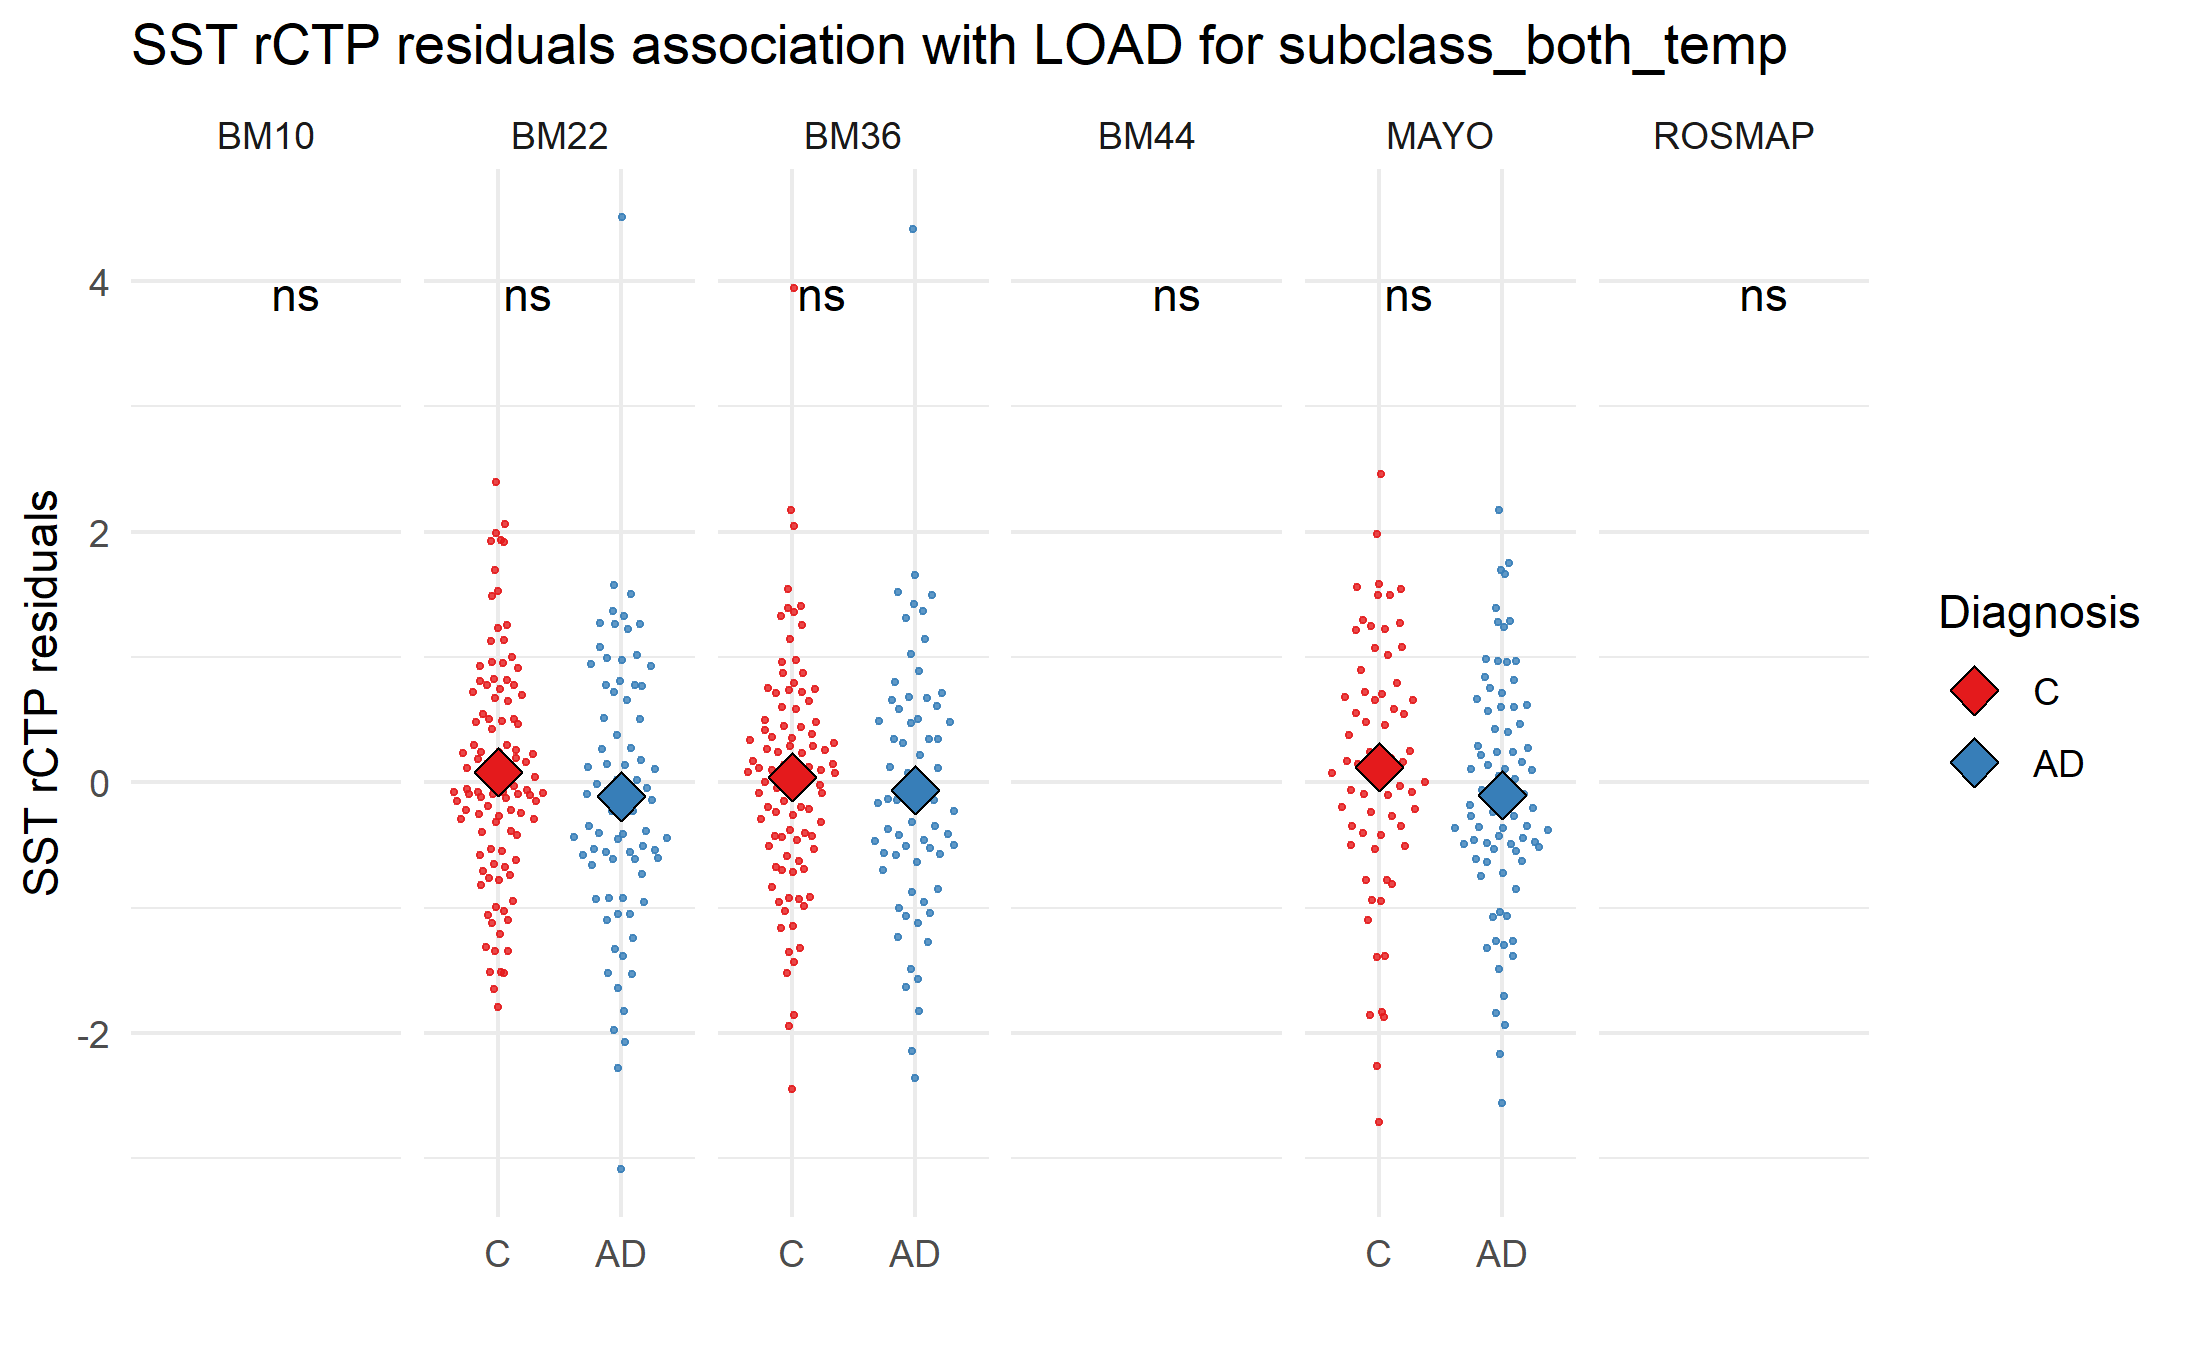 SST rCTP residuals association with LOAD for subclass_both_temp
BM10 BM22 BM36 BM44 MAYO ROSMAP
4
ns ns ns ns ns ns
2
0
-2
SST rCTP residuals
C AD C AD C AD
Diagnosis
C
AD